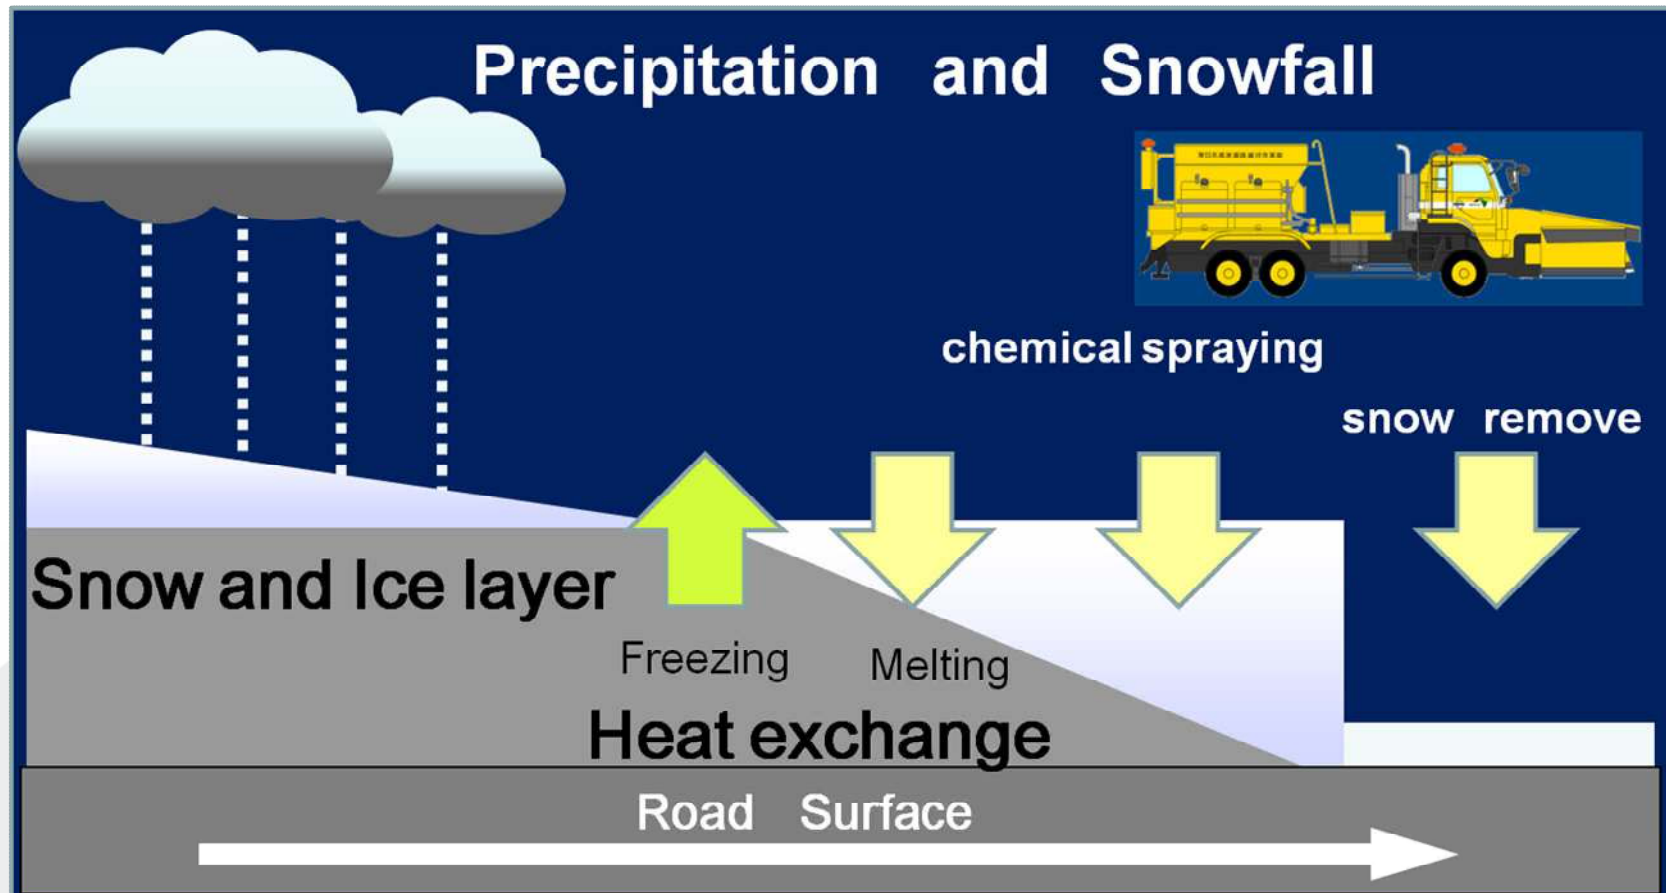 Precipitation and Snowfall
chemical spraying
snow remove
Snow and Ice layer
Freezing
Melting
Heat exchange
Road Surface